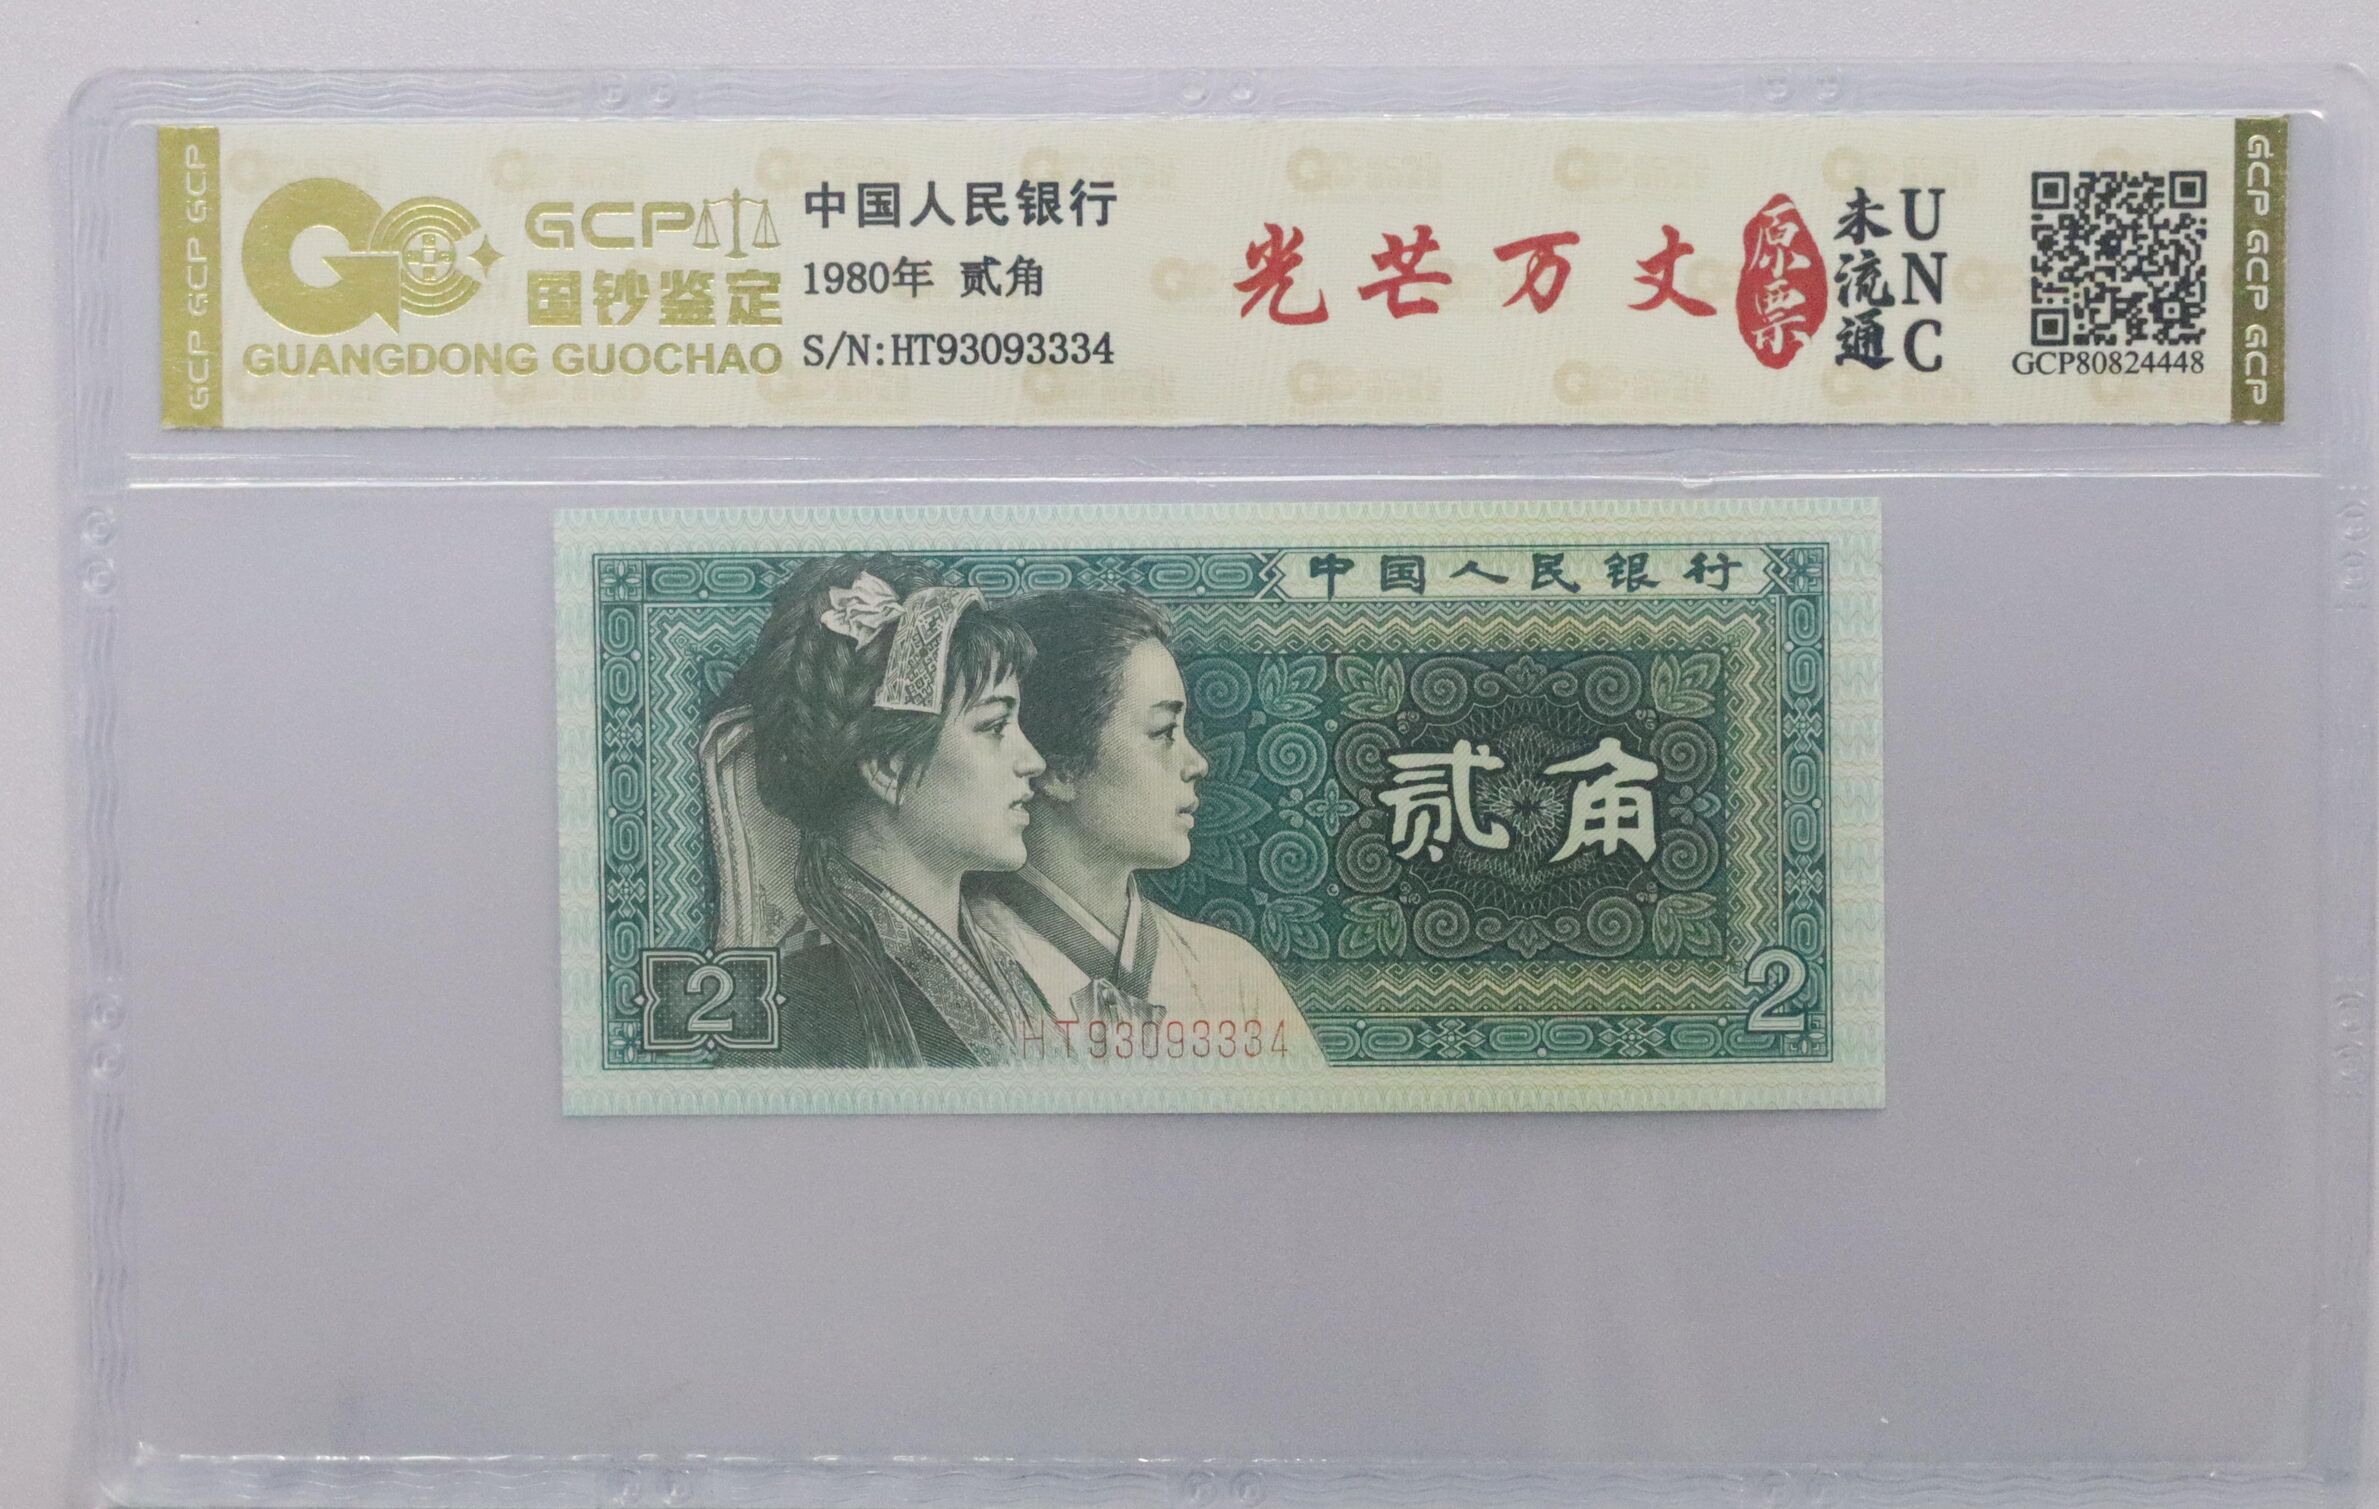 GCP GCP GCP
GCP
国钞鉴定
GUANGDONG GUOCHAO
中国人民银行
1980年 贰角
S/N:HT93093334
光芒万丈
原票
未流通
UNC
GCP80824448
GCP GCP GCP
中国人民银行
贰角
2
2
HT93093334